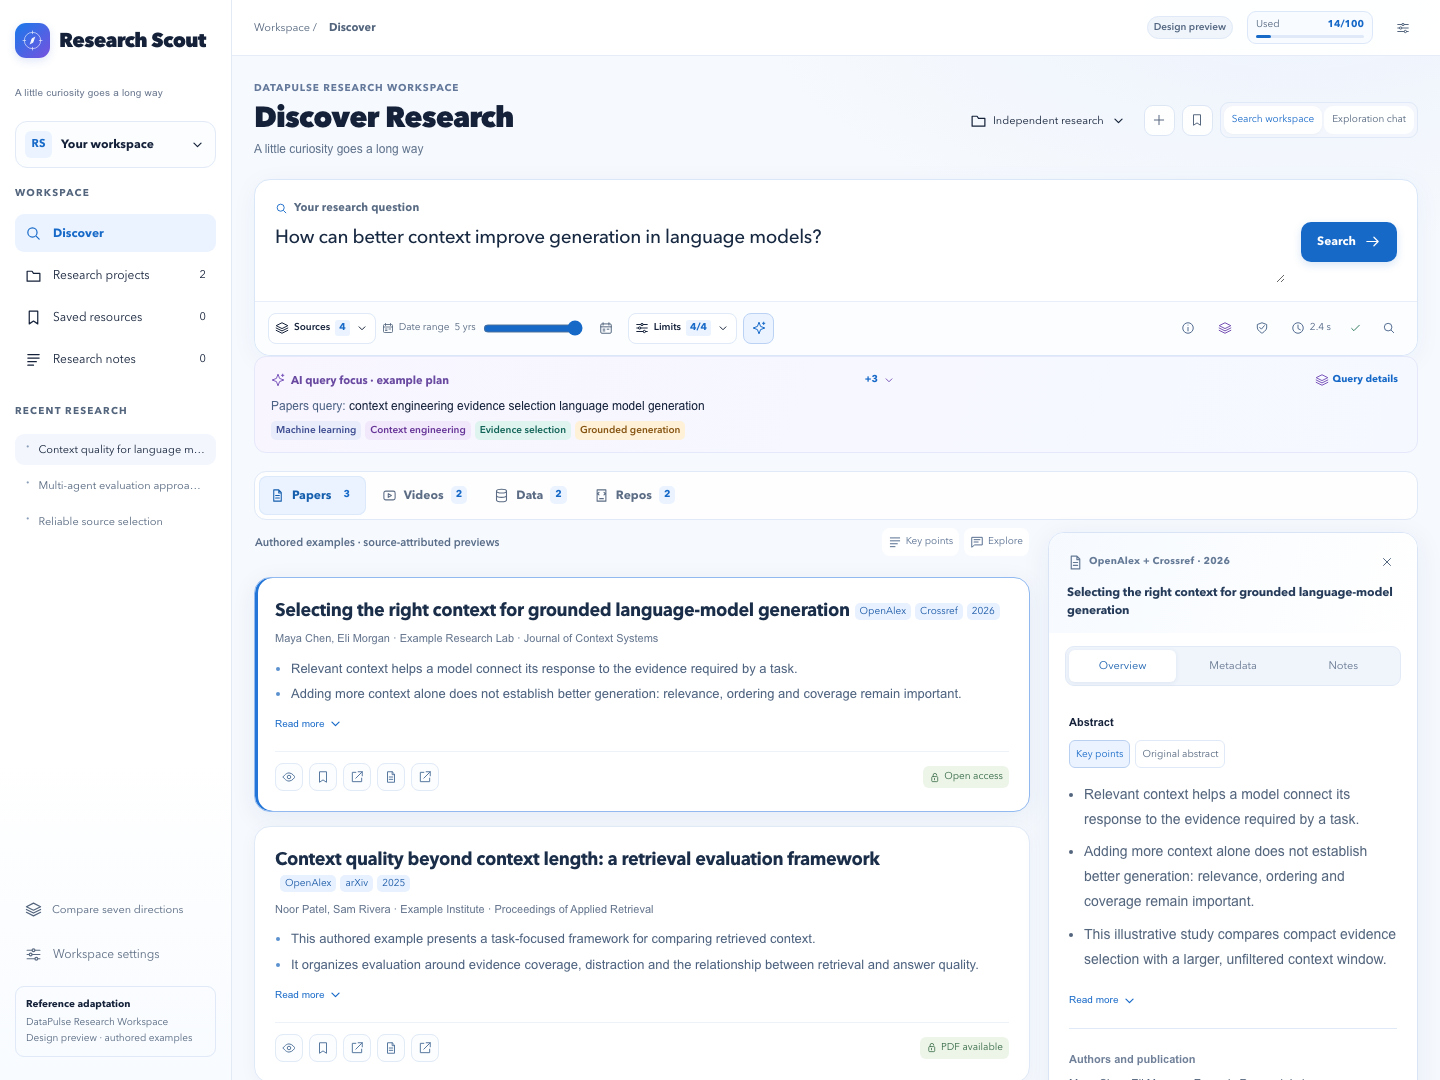 Research Scout
A little curiosity goes a long way
RS Your workspace
WORKSPACE
Discover
Research projects 2
Saved resources 0
Research notes 0
RECENT RESEARCH
Context quality for language m...
Multi-agent evaluation approa...
Reliable source selection
Compare seven directions
Workspace settings
Reference adaptation
DataPulse Research Workspace
Design preview · authored examples
Workspace / Discover
Design preview
Used 14/100
DATAPULSE RESEARCH WORKSPACE
Discover Research
A little curiosity goes a long way
Independent research
Search workspace
Exploration chat
Your research question
How can better context improve generation in language models?
Search
Sources 4
Date range 5 yrs
Limits 4/4
2.4 s
AI query focus · example plan
+3
Query details
Papers query: context engineering evidence selection language model generation
Machine learning Context engineering Evidence selection Grounded generation
Papers 3
Videos 2
Data 2
Repos 2
Authored examples · source-attributed previews
Key points
Explore
Selecting the right context for grounded language-model generation OpenAlex Crossref 2026
Maya Chen, Eli Morgan · Example Research Lab · Journal of Context Systems
• Relevant context helps a model connect its response to the evidence required by a task.
• Adding more context alone does not establish better generation: relevance, ordering and coverage remain important.
Read more
Open access
Context quality beyond context length: a retrieval evaluation framework
OpenAlex arXiv 2025
Noor Patel, Sam Rivera · Example Institute · Proceedings of Applied Retrieval
• This authored example presents a task-focused framework for comparing retrieved context.
• It organizes evaluation around evidence coverage, distraction and the relationship between retrieval and answer quality.
Read more
PDF available
OpenAlex + Crossref · 2026
Selecting the right context for grounded language-model
generation
Overview
Metadata
Notes
Abstract
Key points
Original abstract
• Relevant context helps a model connect its
response to the evidence required by a task.
• Adding more context alone does not establish
better generation: relevance, ordering and
coverage remain important.
• This illustrative study compares compact evidence
selection with a larger, unfiltered context window.
Read more
Authors and publication